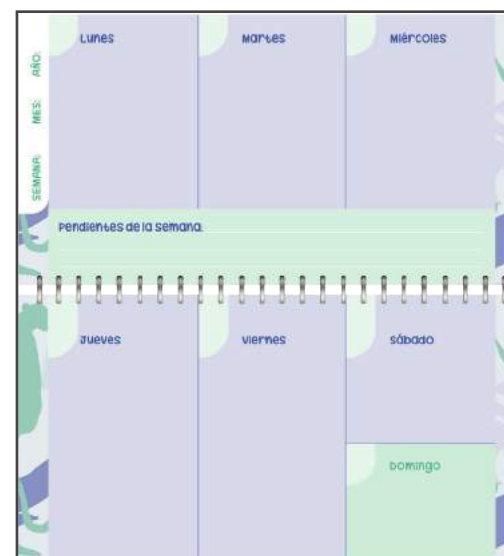 Lunes
Martes
Miércoles
AÑO:
MES:
SEMANA:
Pendientes de la semana:
Jueves
Viernes
Sábado
Domingo